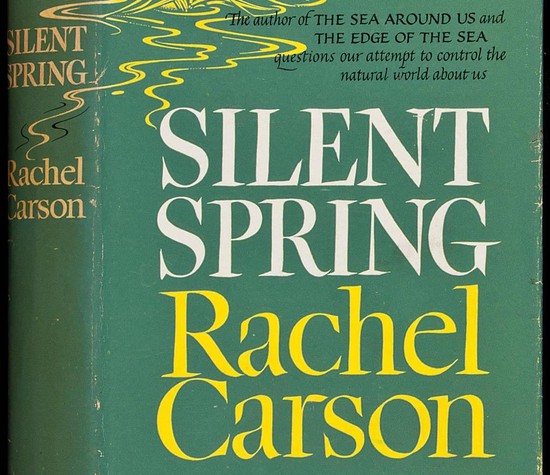 The author of THE SEA AROUND US and
THE EDGE OF THE SEA
questions our attempt to control the
natural world about us
SILENT
SPRING
Rachel
Carson
SILENT
SPRING
Rachel
Carson